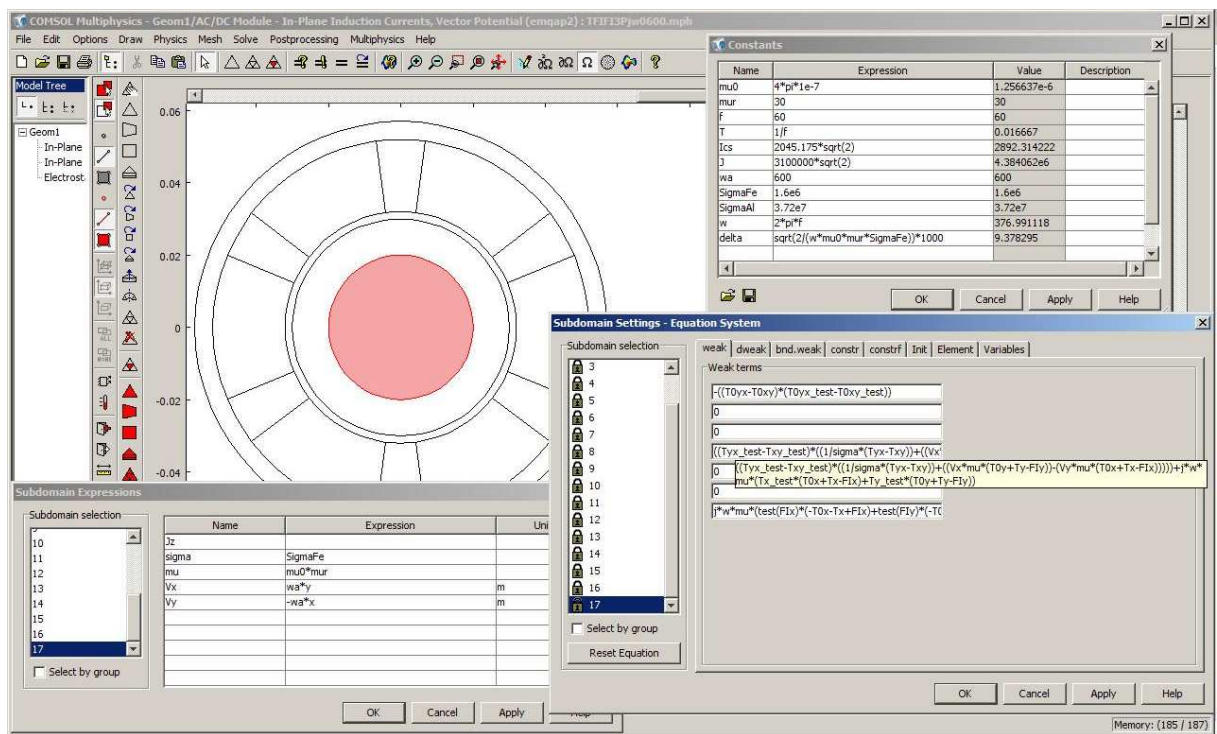 COMSOL Multiphysics - Geom1/AC/DC Module - In-Plane Induction Currents, Vector Potential (emqap2) : TFIFI3Pjw0600.mph
File Edit Options Draw Physics Mesh Solve Postprocessing Multiphysics Help
Model Tree
Geom1
In-Plane
In-Plane
Electrost
0.06
0.04
0.02
0
-0.02
-0.04
Constants
Name Expression Value Description
mu0 4*pi*1e-7 1.256637e-6
mur 30 30
f 60 60
T 1/f 0.016667
Ics 2045.175*sqrt(2) 2892.314222
J 3100000*sqrt(2) 4.384062e6
wa 600 600
SigmaFe 1.6e6 1.6e6
SigmaAl 3.72e7 3.72e7
w 2*pi*f 376.991118
delta sqrt(2/(w*mu0*mur*SigmaFe))*1000 9.378295
OK Cancel Apply Help
Subdomain Settings - Equation System
Subdomain selection
3
4
5
6
7
8
9
10
11
12
13
14
15
16
17
Select by group
Reset Equation
weak dweak bnd.weak constr constrf Init Element Variables
Weak terms
-((T0yx-T0xy)*(T0yx_test-T0xy_test))
0
0
((Tyx_test-Txy_test)*((1/sigma*(Tyx-Txy))+((Vx*
0
((Tyx_test-Txy_test)*((1/sigma*(Tyx-Txy))+((Vx*mu*(T0y+Ty-FIy))-(Vy*mu*(T0x+Tx-FIx)))))+j*w*
mu*(Tx_test*(T0x+Tx-FIx)+Ty_test*(T0y+Ty-FIy))
0
j*w*mu*(test(FIx)*(-T0x-Tx+FIx)+test(FIy)*(-T0
OK Cancel Apply Help
Subdomain Expressions
Subdomain selection
10
11
12
13
14
15
16
17
Select by group
Name Expression Uni
Jz
sigma SigmaFe
mu mu0*mur
Vx wa*y m
Vy -wa*x m
OK Cancel Apply
Memory: (185 / 187)